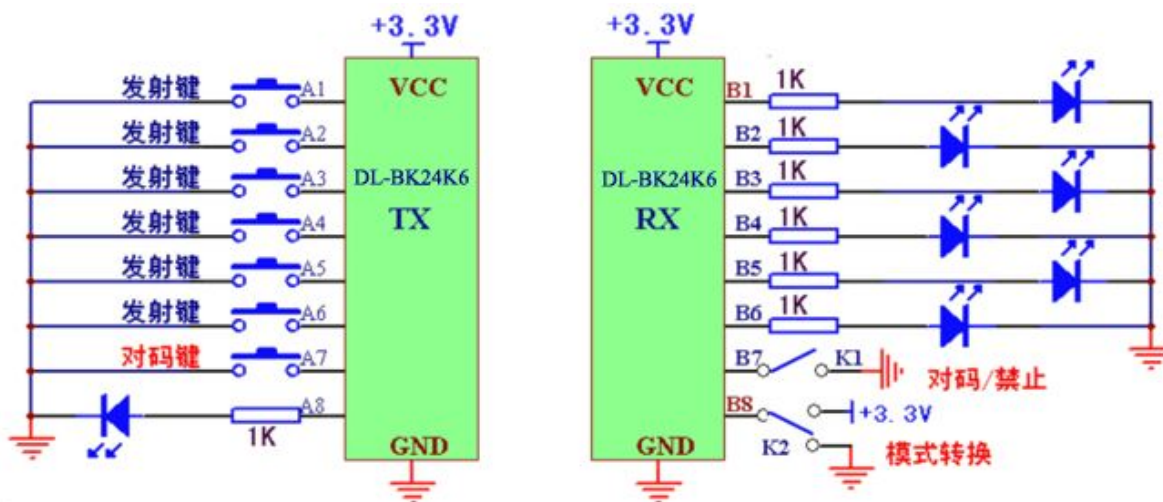 +3.3V
+3.3V
发射键 A1 VCC
VCC B1 1K
发射键 A2
B2 1K
发射键 A3 DL-BK24K6
DL-BK24K6 B3 1K
发射键 A4 TX
RX B4 1K
发射键 A5
B5 1K
发射键 A6
B6 1K
对码键 A7
B7 K1 对码/禁止
A8 1K
B8 +3.3V
GND
GND K2 模式转换